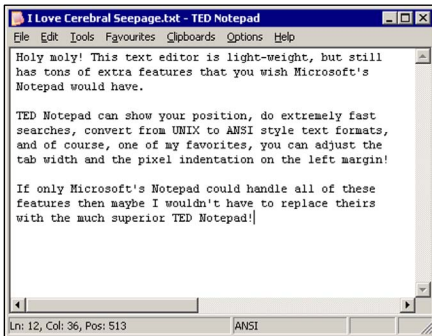 I Love Cerebral Seepage.txt - TED Notepad
File Edit Tools Favourites Clipboards Options Help
Holy moly! This text editor is light-weight, but still
has tons of extra features that you wish Microsoft's
Notepad would have.
TED Notepad can show your position, do extremely fast
searches, convert from UNIX to ANSI style text formats,
and of course, one of my favorites, you can adjust the
tab width and the pixel indentation on the left margin!
If only Microsoft's Notepad could handle all of these
features then maybe I wouldn't have to replace theirs
with the much superior TED Notepad!
Ln: 12, Col: 36, Pos: 513 ANSI